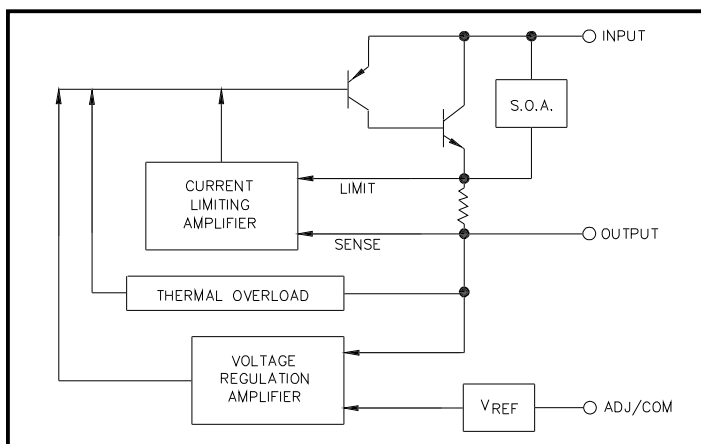 INPUT
S.O.A.
CURRENT
LIMITING
AMPLIFIER
LIMIT
SENSE
OUTPUT
THERMAL OVERLOAD
VOLTAGE
REGULATION
AMPLIFIER
VREF
ADJ/COM